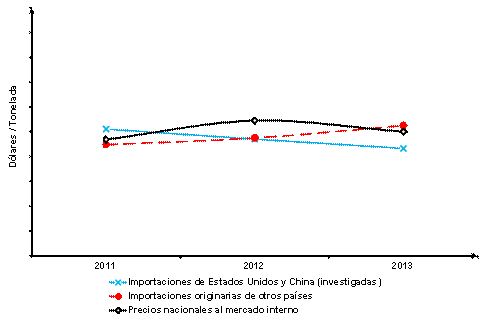 Dólares / Tonelada
2011
2012
2013
Importaciones de Estados Unidos y China (investigadas)
Importaciones originarias de otros países
Precios nacionales al mercado interno